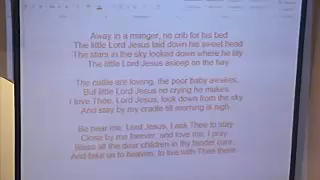 Away in a manger, no crib for his bed
The little Lord Jesus laid down his sweet head
The stars in the sky looked down where he lay
The little Lord Jesus asleep on the hay
The cattle are lowing, the poor baby awakes,
But little Lord Jesus no crying he makes.
I love Thee, Lord Jesus, look down from the sky
And stay by my cradle till morning is nigh.
Be near me, Lord Jesus, I ask Thee to stay
Close by me forever, and love me, I pray
Bless all the dear children in thy tender care,
And take us to heaven, to live with Thee there.